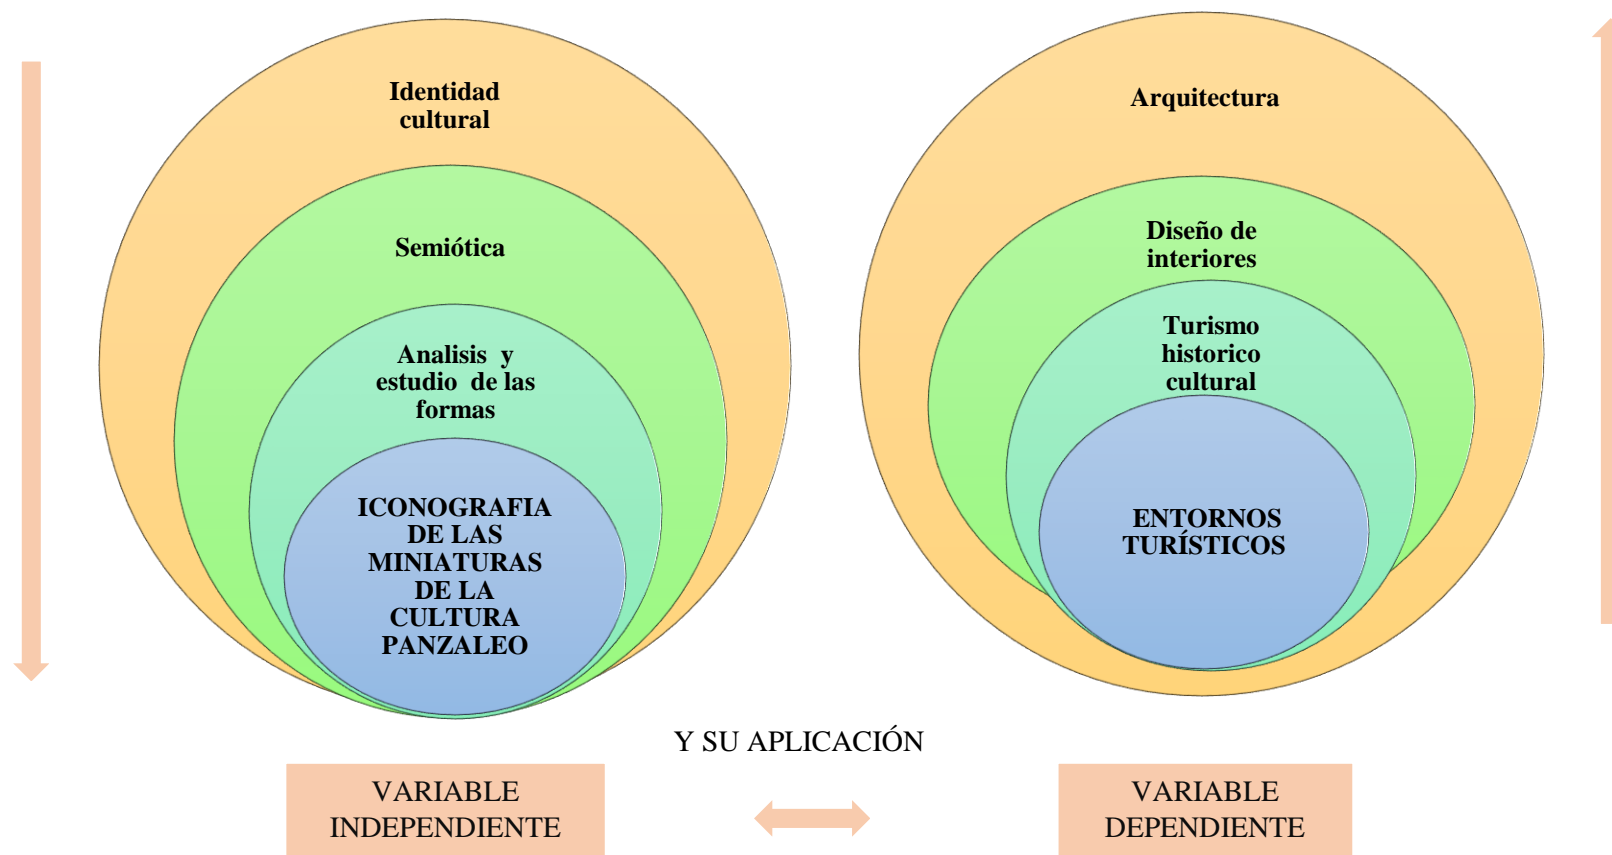 Identidad
cultural
Semiótica
Analisis y
estudio de las
formas
ICONOGRAFIA
DE LAS
MINIATURAS
DE LA
CULTURA
PANZALEO
Arquitectura
Diseño de
interiores
Turismo
historico
cultural
ENTORNOS
TURÍSTICOS
Y SU APLICACIÓN
VARIABLE
INDEPENDIENTE
VARIABLE
DEPENDIENTE